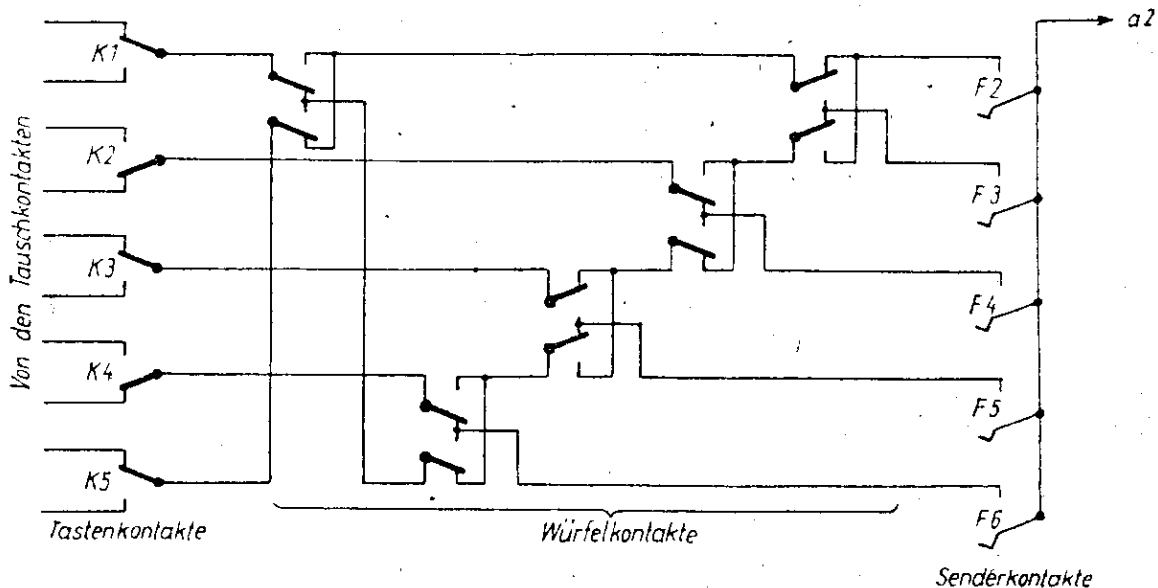 a2
K1
F2
K2
F3
K3
F4
K4
F5
K5
F6
Von den Tauschkontakten
Tastenkontakte
Würfelkontakte
Senderkontakte